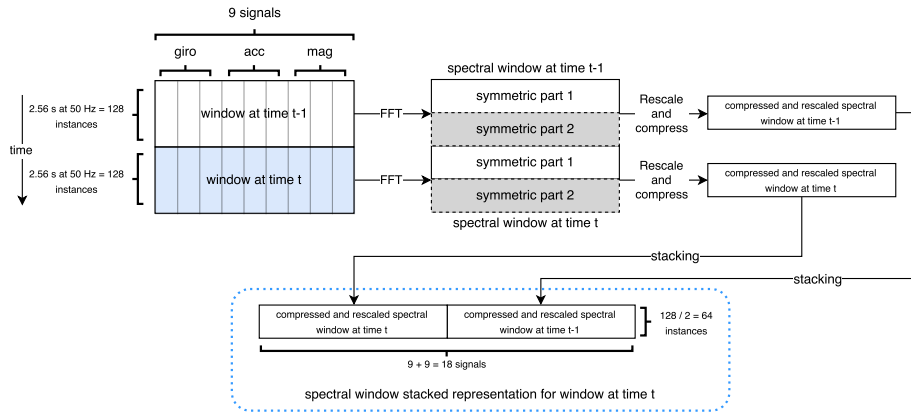 9 signals
giro
acc
mag
spectral window at time t-1
2.56 s at 50 Hz = 128
instances
window at time t-1
FFT
symmetric part 1
symmetric part 2
Rescale
and
compress
compressed and rescaled spectral
window at time t-1
time
2.56 s at 50 Hz = 128
instances
window at time t
FFT
symmetric part 1
symmetric part 2
Rescale
and
compress
compressed and rescaled spectral
window at time t
spectral window at time t
stacking
stacking
compressed and rescaled spectral
window at time t
compressed and rescaled spectral
window at time t-1
128 / 2 = 64
instances
9 + 9 = 18 signals
spectral window stacked representation for window at time t